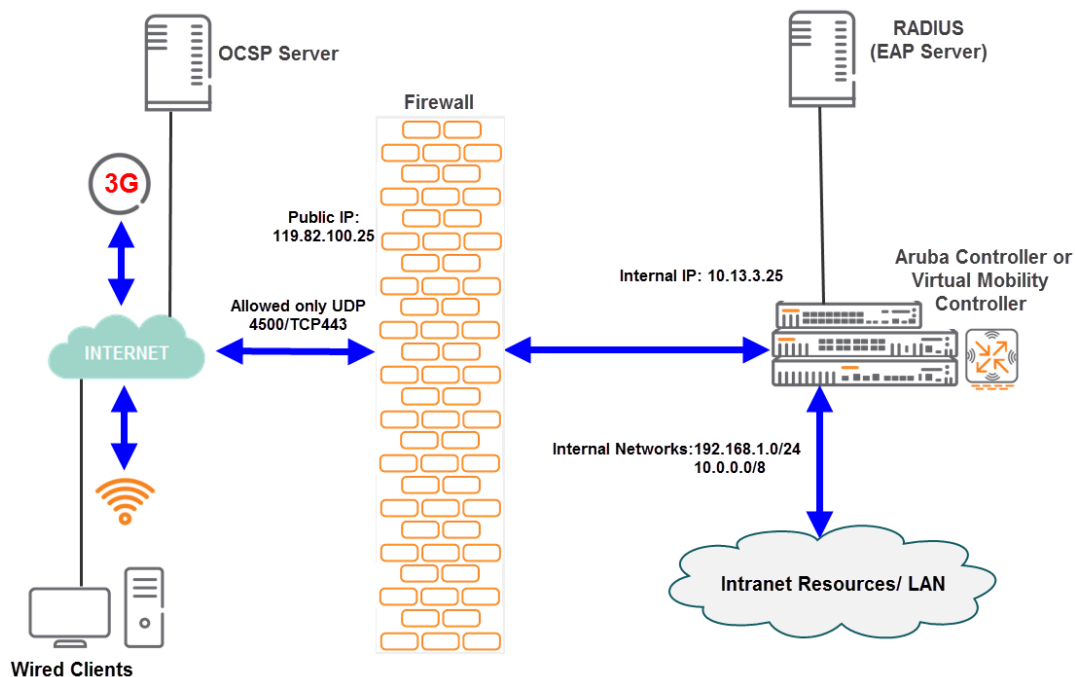 OCSP Server
RADIUS
(EAP Server)
Firewall
3G
Public IP:
119.82.100.25
Internal IP: 10.13.3.25
Aruba Controller or
Virtual Mobility
Controller
Allowed only UDP
4500/TCP443
INTERNET
Internal Networks:192.168.1.0/24
10.0.0.0/8
Intranet Resources/ LAN
Wired Clients